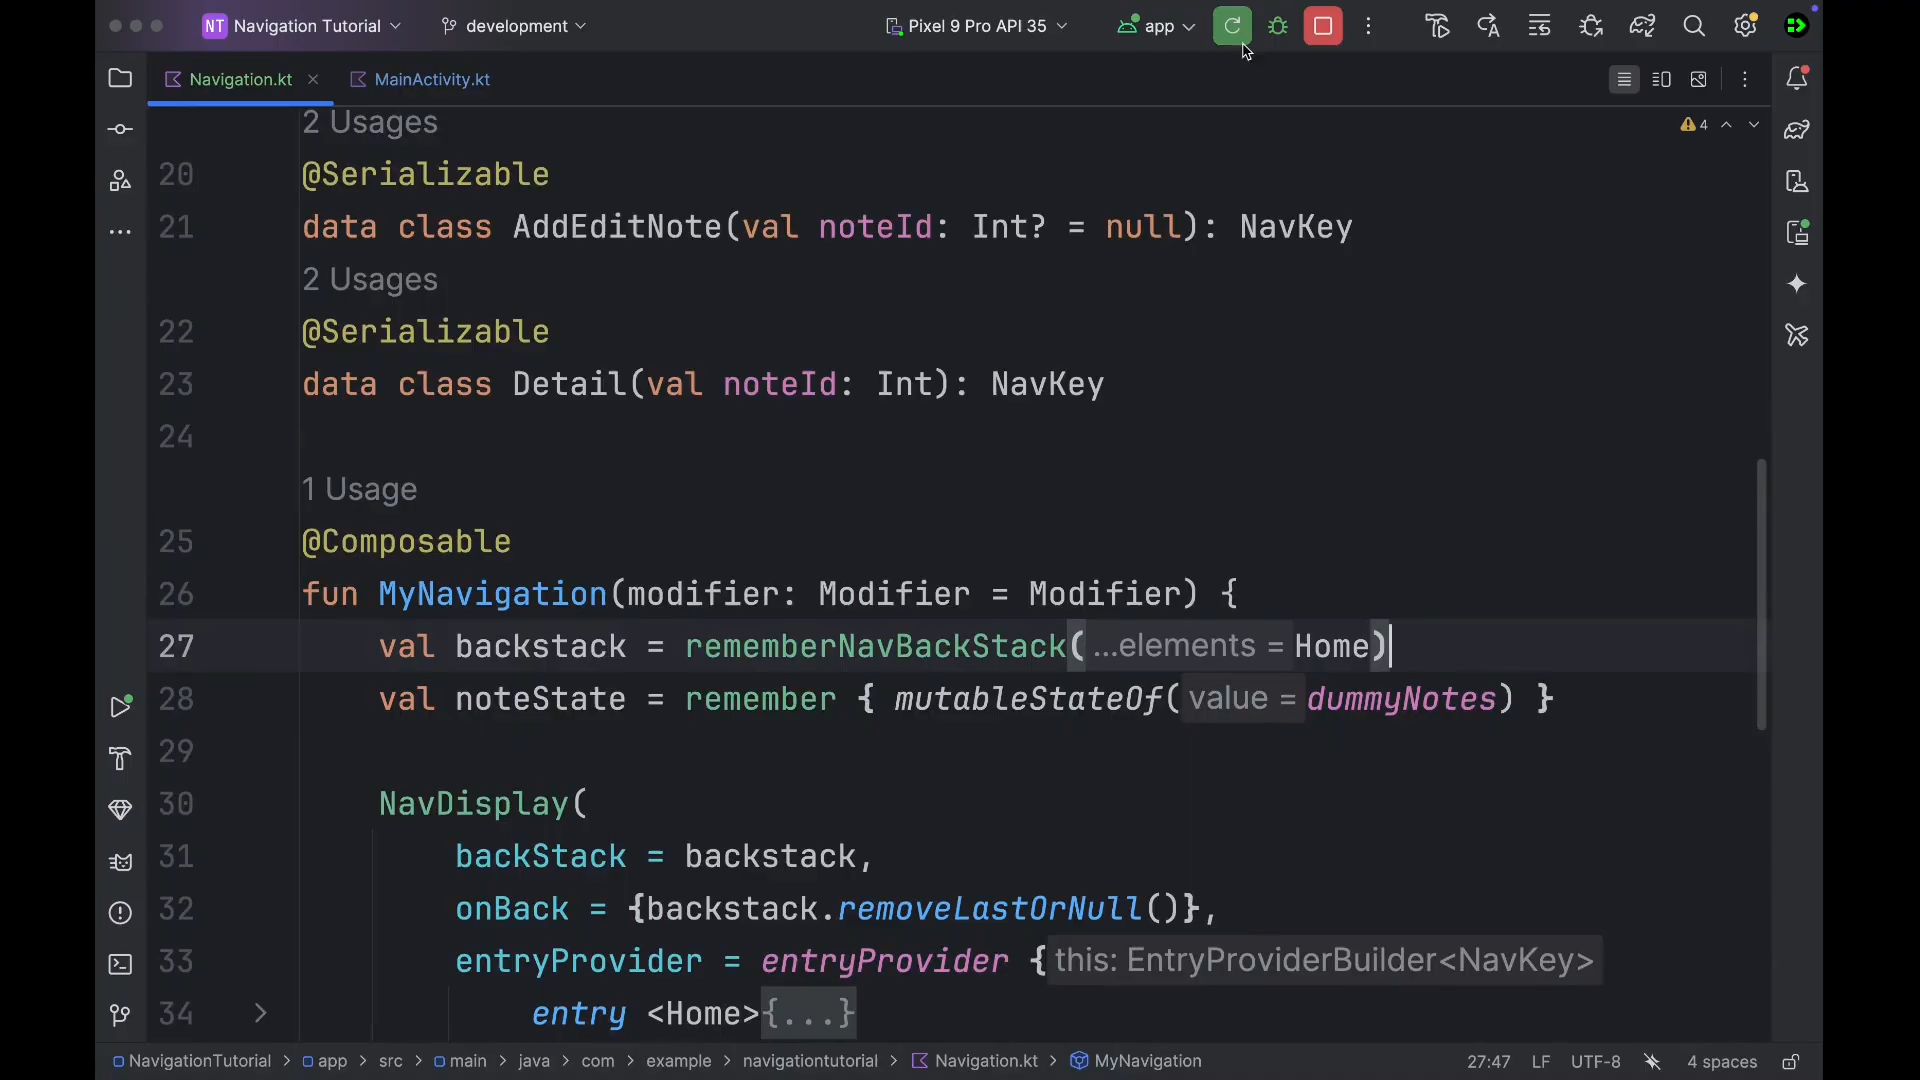 NT Navigation Tutorial development Pixel 9 Pro API 35 app
Navigation.kt MainActivity.kt
2 Usages
4
20 @Serializable
21 data class AddEditNote(val noteId: Int? = null): NavKey
2 Usages
22 @Serializable
23 data class Detail(val noteId: Int): NavKey
24
1 Usage
25 @Composable
26 fun MyNavigation(modifier: Modifier = Modifier) {
27 val backstack = rememberNavBackStack( ...elements = Home)
28 val noteState = remember { mutableStateOf( value = dummyNotes) }
29
30 NavDisplay(
31 backStack = backstack,
32 onBack = {backstack.removeLastOrNull()},
33 entryProvider = entryProvider { this: EntryProviderBuilder<NavKey>
34 entry <Home>{...}
NavigationTutorial > app > src > main > java > com > example > navigationtutorial > Navigation.kt > MyNavigation 27:47 LF UTF-8 4 spaces